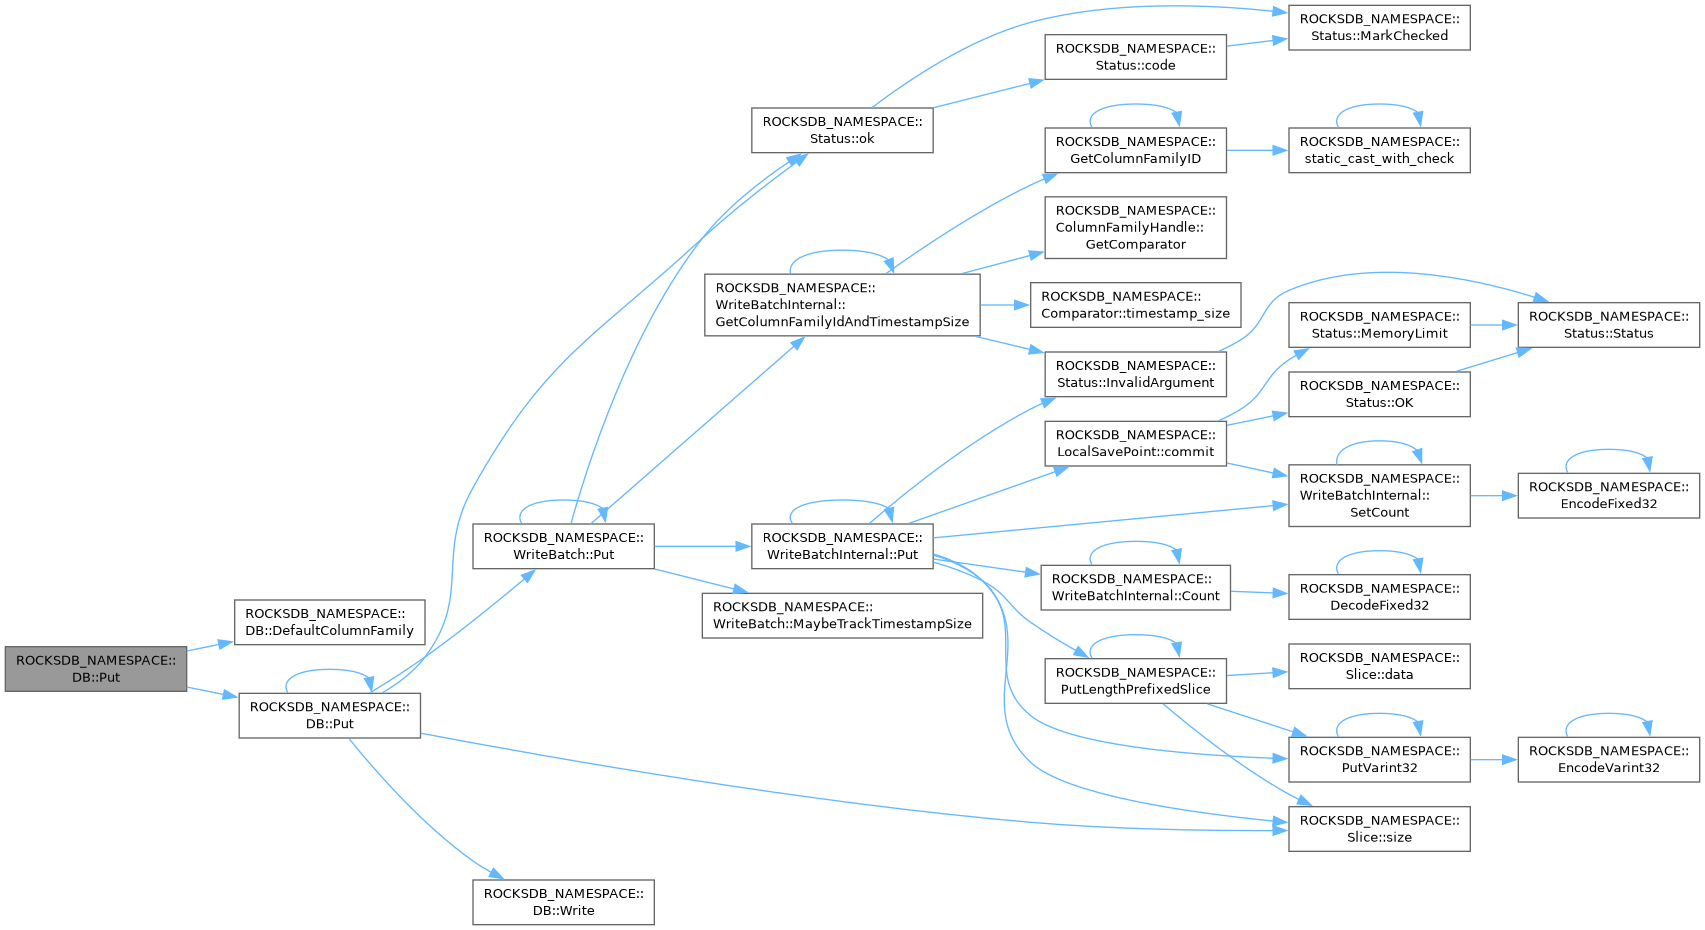 ROCKSDB_NAMESPACE::
DB::Put
ROCKSDB_NAMESPACE::
DB::DefaultColumnFamily
ROCKSDB_NAMESPACE::
DB::Put
ROCKSDB_NAMESPACE::
WriteBatch::Put
ROCKSDB_NAMESPACE::
DB::Write
ROCKSDB_NAMESPACE::
Status::ok
ROCKSDB_NAMESPACE::
WriteBatchInternal::
GetColumnFamilyIdAndTimestampSize
ROCKSDB_NAMESPACE::
WriteBatchInternal::Put
ROCKSDB_NAMESPACE::
WriteBatch::MaybeTrackTimestampSize
ROCKSDB_NAMESPACE::
Status::code
ROCKSDB_NAMESPACE::
GetColumnFamilyID
ROCKSDB_NAMESPACE::
ColumnFamilyHandle::
GetComparator
ROCKSDB_NAMESPACE::
Comparator::timestamp_size
ROCKSDB_NAMESPACE::
Status::InvalidArgument
ROCKSDB_NAMESPACE::
LocalSavePoint::commit
ROCKSDB_NAMESPACE::
WriteBatchInternal::Count
ROCKSDB_NAMESPACE::
PutLengthPrefixedSlice
ROCKSDB_NAMESPACE::
Status::MarkChecked
ROCKSDB_NAMESPACE::
static_cast_with_check
ROCKSDB_NAMESPACE::
Status::MemoryLimit
ROCKSDB_NAMESPACE::
Status::OK
ROCKSDB_NAMESPACE::
WriteBatchInternal::
SetCount
ROCKSDB_NAMESPACE::
DecodeFixed32
ROCKSDB_NAMESPACE::
Slice::data
ROCKSDB_NAMESPACE::
PutVarint32
ROCKSDB_NAMESPACE::
Slice::size
ROCKSDB_NAMESPACE::
Status::Status
ROCKSDB_NAMESPACE::
EncodeFixed32
ROCKSDB_NAMESPACE::
EncodeVarint32